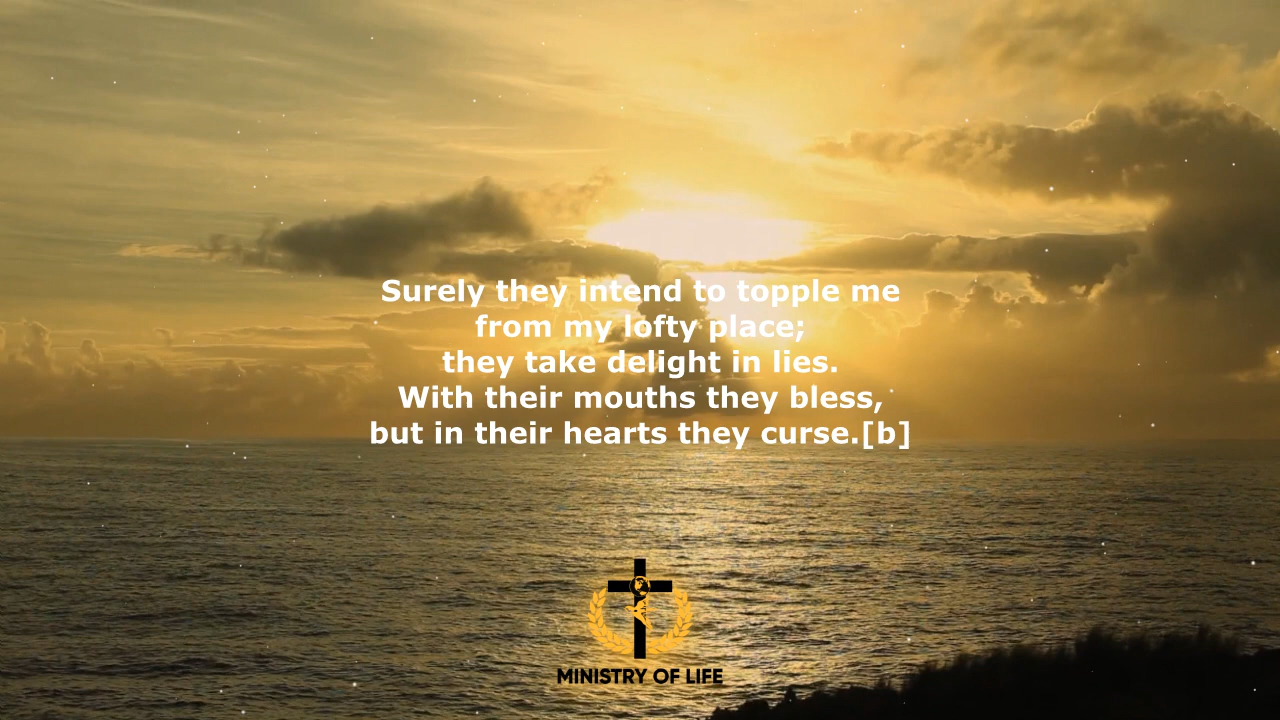 Surely they intend to topple me
from my lofty place;
they take delight in lies.
With their mouths they bless,
but in their hearts they curse.[b]
MINISTRY OF LIFE